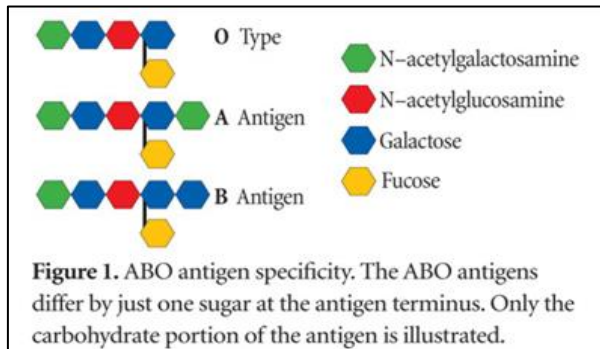 O Type
A Antigen
B Antigen
N–acetylgalactosamine
N–acetylglucosamine
Galactose
Fucose
Figure 1. ABO antigen specificity. The ABO antigens
differ by just one sugar at the antigen terminus. Only the
carbohydrate portion of the antigen is illustrated.